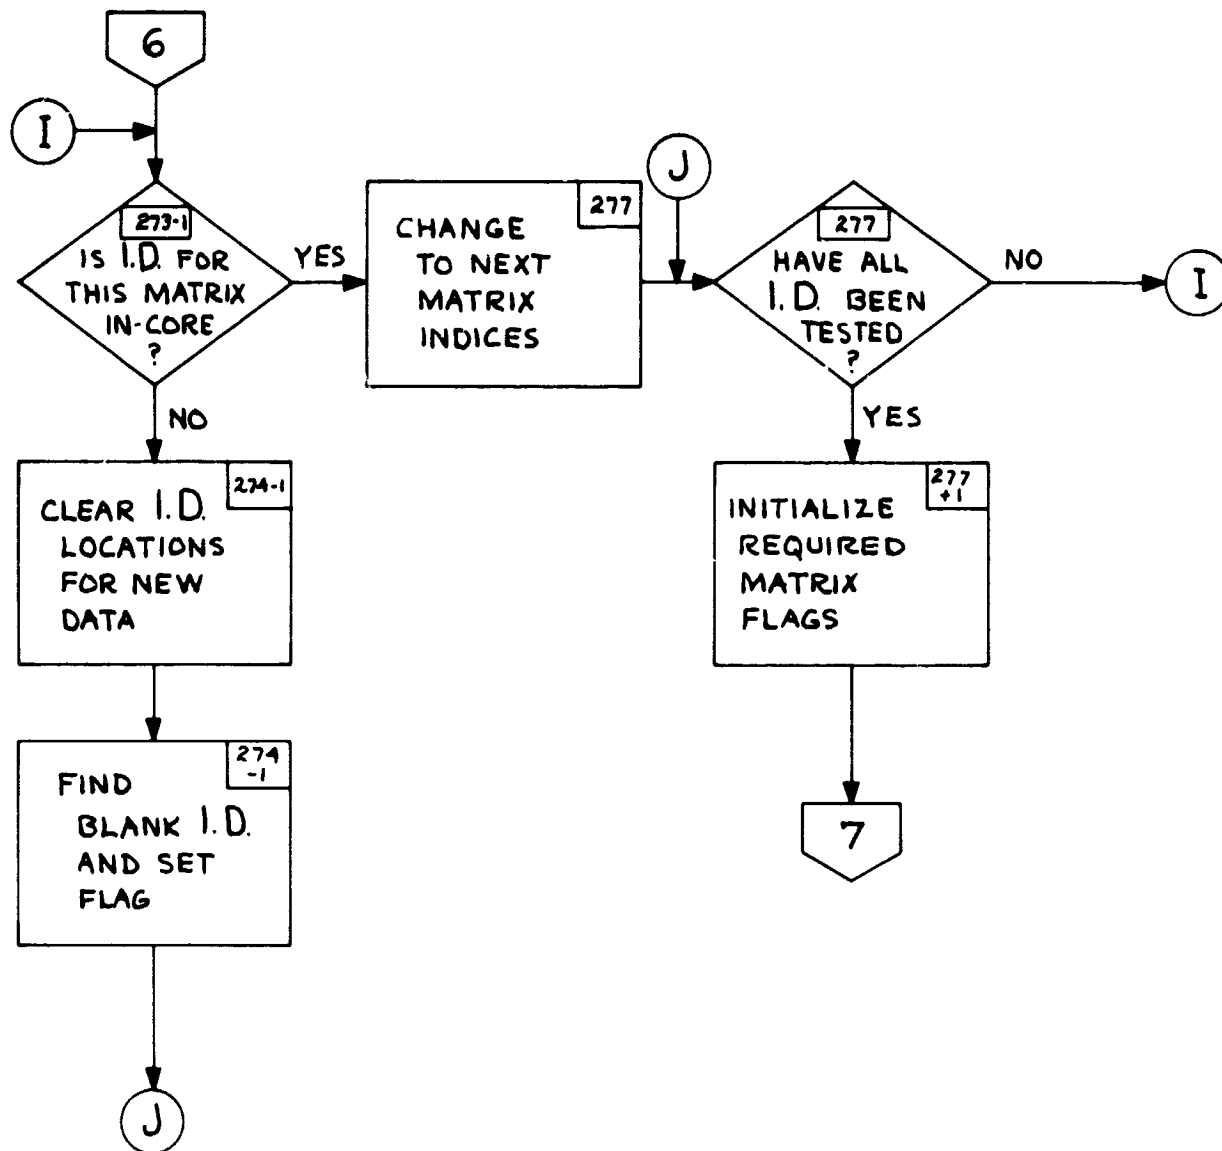 6
I
273-1
IS I.D. FOR
THIS MATRIX
IN-CORE
?
YES
NO
277
CHANGE
TO NEXT
MATRIX
INDICES
J
277
HAVE ALL
I.D. BEEN
TESTED
?
NO
I
YES
274-1
CLEAR I.D.
LOCATIONS
FOR NEW
DATA
277
+1
INITIALIZE
REQUIRED
MATRIX
FLAGS
274
-1
FIND
BLANK I.D.
AND SET
FLAG
7
J